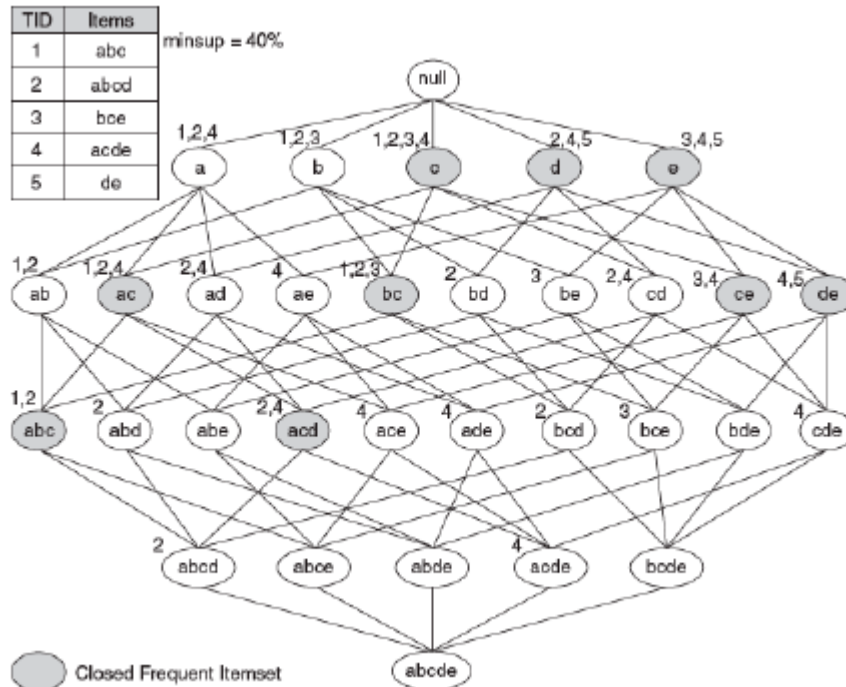 TID Items
1 abc
2 abcd
3 bce
4 acde
5 de
minsup = 40%
null
1,2,4 1,2,3 1,2,3,4 2,4,5 3,4,5
a b c d e
1,2 1,2,4 2,4 4 1,2,3 2 3 2,4 3,4 4,5
ab ac ad ae bc bd be cd ce de
1,2 2 2,4 4 4 2 3 4
abc abd abe acd ace ade bcd bce bde cde
2 4
abcd abce abde acde bcde
abcde
Closed Frequent Itemset